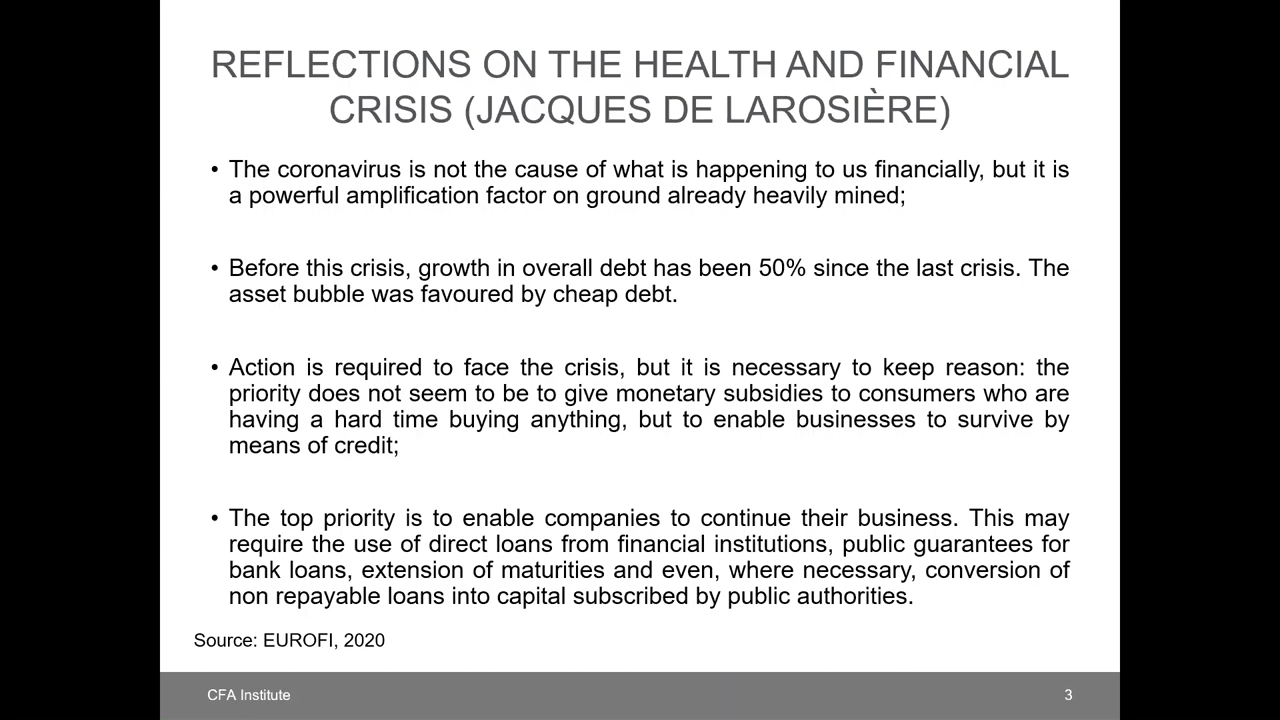 REFLECTIONS ON THE HEALTH AND FINANCIAL
CRISIS (JACQUES DE LAROSIÈRE)
• The coronavirus is not the cause of what is happening to us financially, but it is
a powerful amplification factor on ground already heavily mined;
• Before this crisis, growth in overall debt has been 50% since the last crisis. The
asset bubble was favoured by cheap debt.
• Action is required to face the crisis, but it is necessary to keep reason: the
priority does not seem to be to give monetary subsidies to consumers who are
having a hard time buying anything, but to enable businesses to survive by
means of credit;
• The top priority is to enable companies to continue their business. This may
require the use of direct loans from financial institutions, public guarantees for
bank loans, extension of maturities and even, where necessary, conversion of
non repayable loans into capital subscribed by public authorities.
Source: EUROFI, 2020
CFA Institute
3